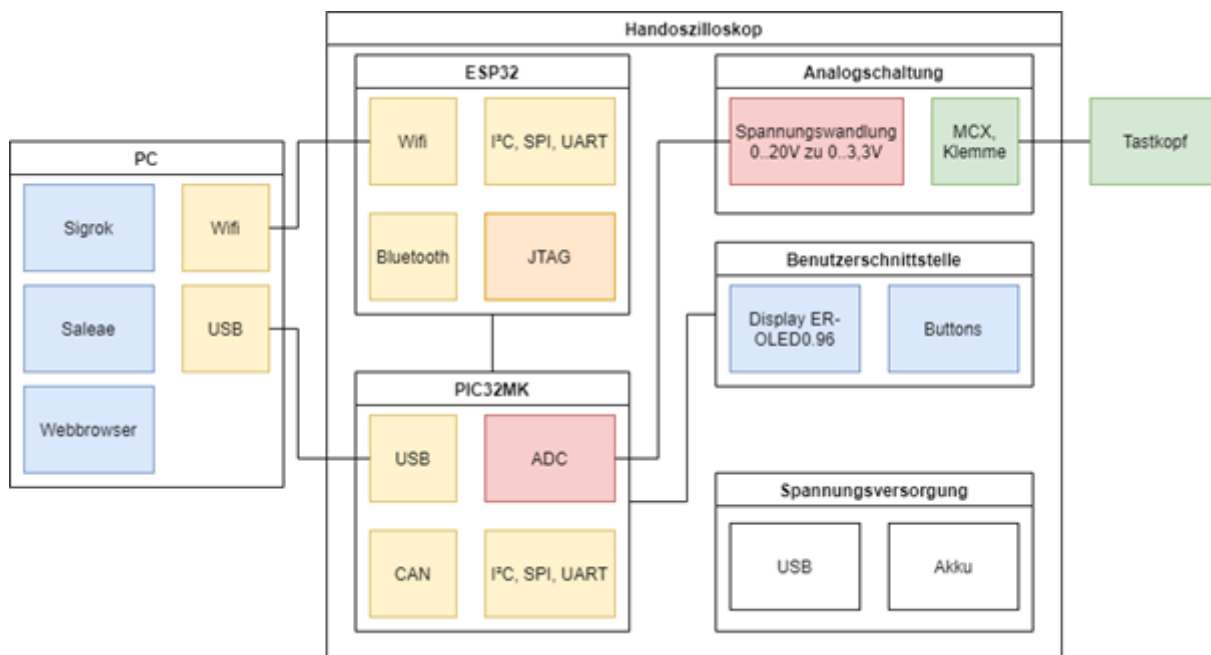 Handoszilloskop
ESP32
Wifi
I²C, SPI, UART
Bluetooth
JTAG
Analogschaltung
Spannungswandlung
0..20V zu 0..3,3V
MCX,
Klemme
Tastkopf
PC
Sigrok
Wifi
Saleae
USB
Webbrowser
Benutzerschnittstelle
Display ER-
OLED0.96
Buttons
PIC32MK
USB
ADC
CAN
I²C, SPI, UART
Spannungsversorgung
USB
Akku